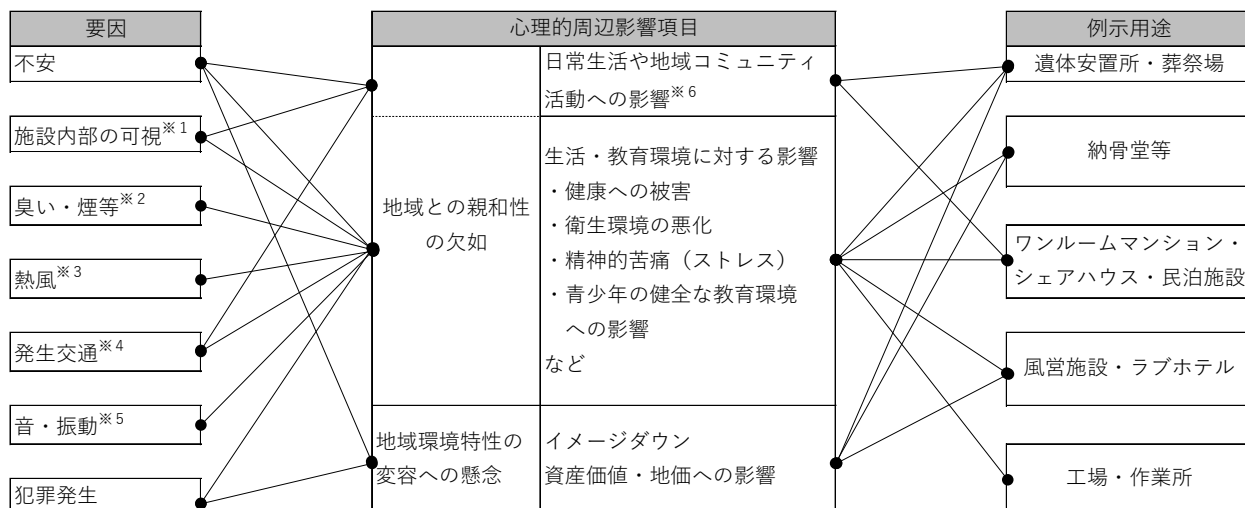 要因
不安
施設内部の可視※1
臭い・煙等※2
熱風※3
発生交通※4
音・振動※5
犯罪発生
心理的周辺影響項目
日常生活や地域コミュニティ
活動への影響※6
地域との親和性
の欠如
生活・教育環境に対する影響
・健康への被害
・衛生環境の悪化
・精神的苦痛（ストレス）
・青少年の健全な教育環境
への影響
など
地域環境特性の
変容への懸念
イメージダウン
資産価値・地価への影響
例示用途
遺体安置所・葬祭場
納骨堂等
ワンルームマンション・
シェアハウス・民泊施設
風営施設・ラブホテル
工場・作業所